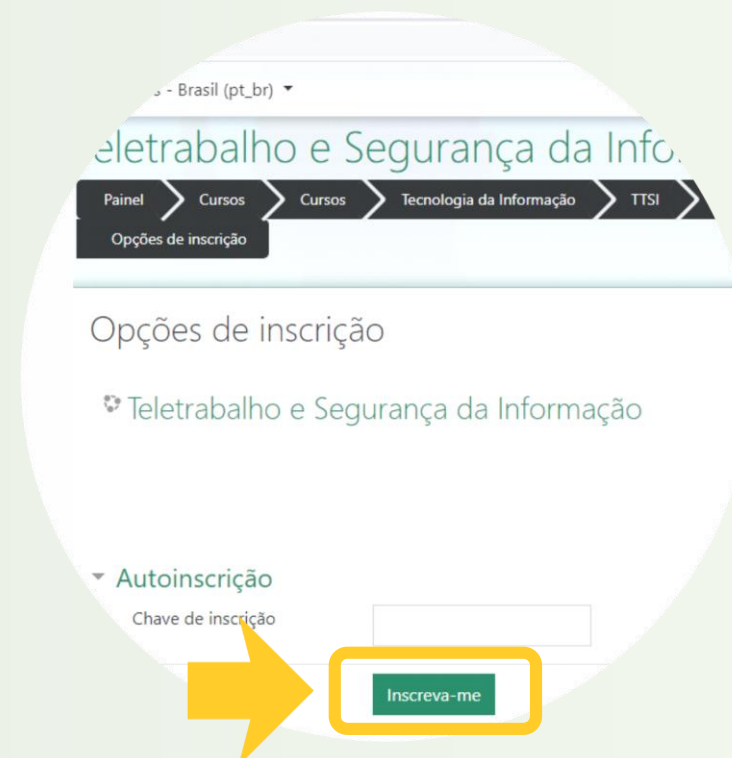 - Brasil (pt_br)
eletrabalho e Segurança da Info
Painel Cursos Cursos Tecnologia da Informação TTSI
Opções de inscrição
Opções de inscrição
Teletrabalho e Segurança da Informação
Autoinscrição
Chave de inscrição
Inscreva-me